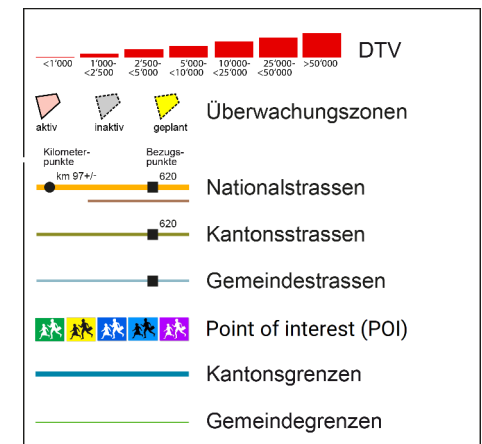 DTV
<1'000 1'000- 2'500- 5'000- 10'000- 25'000- >50'000
<2'500 <5'000 <10'000 <25'000 <50'000
Überwachungszonen
aktiv inaktiv geplant
Kilometer- Bezugs-
punkte punkte
km 97+/- 620
Nationalstrassen
620
Kantonsstrassen
Gemeindestrassen
Point of interest (POI)
Kantonsgrenzen
Gemeindegrenzen